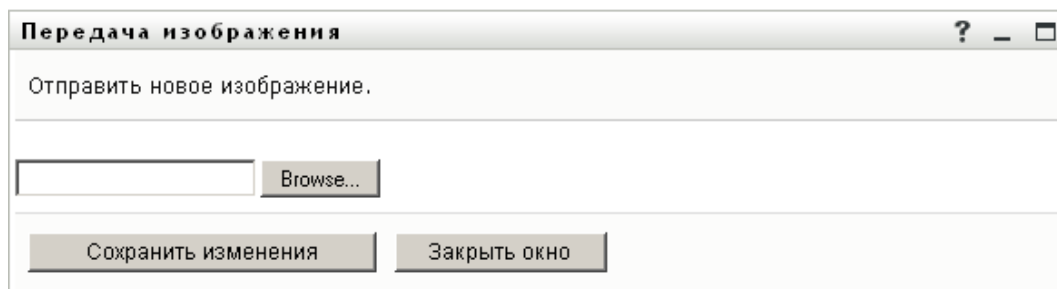 Передача изображения
Отправить новое изображение.
Browse...
Сохранить изменения Закрыть окно